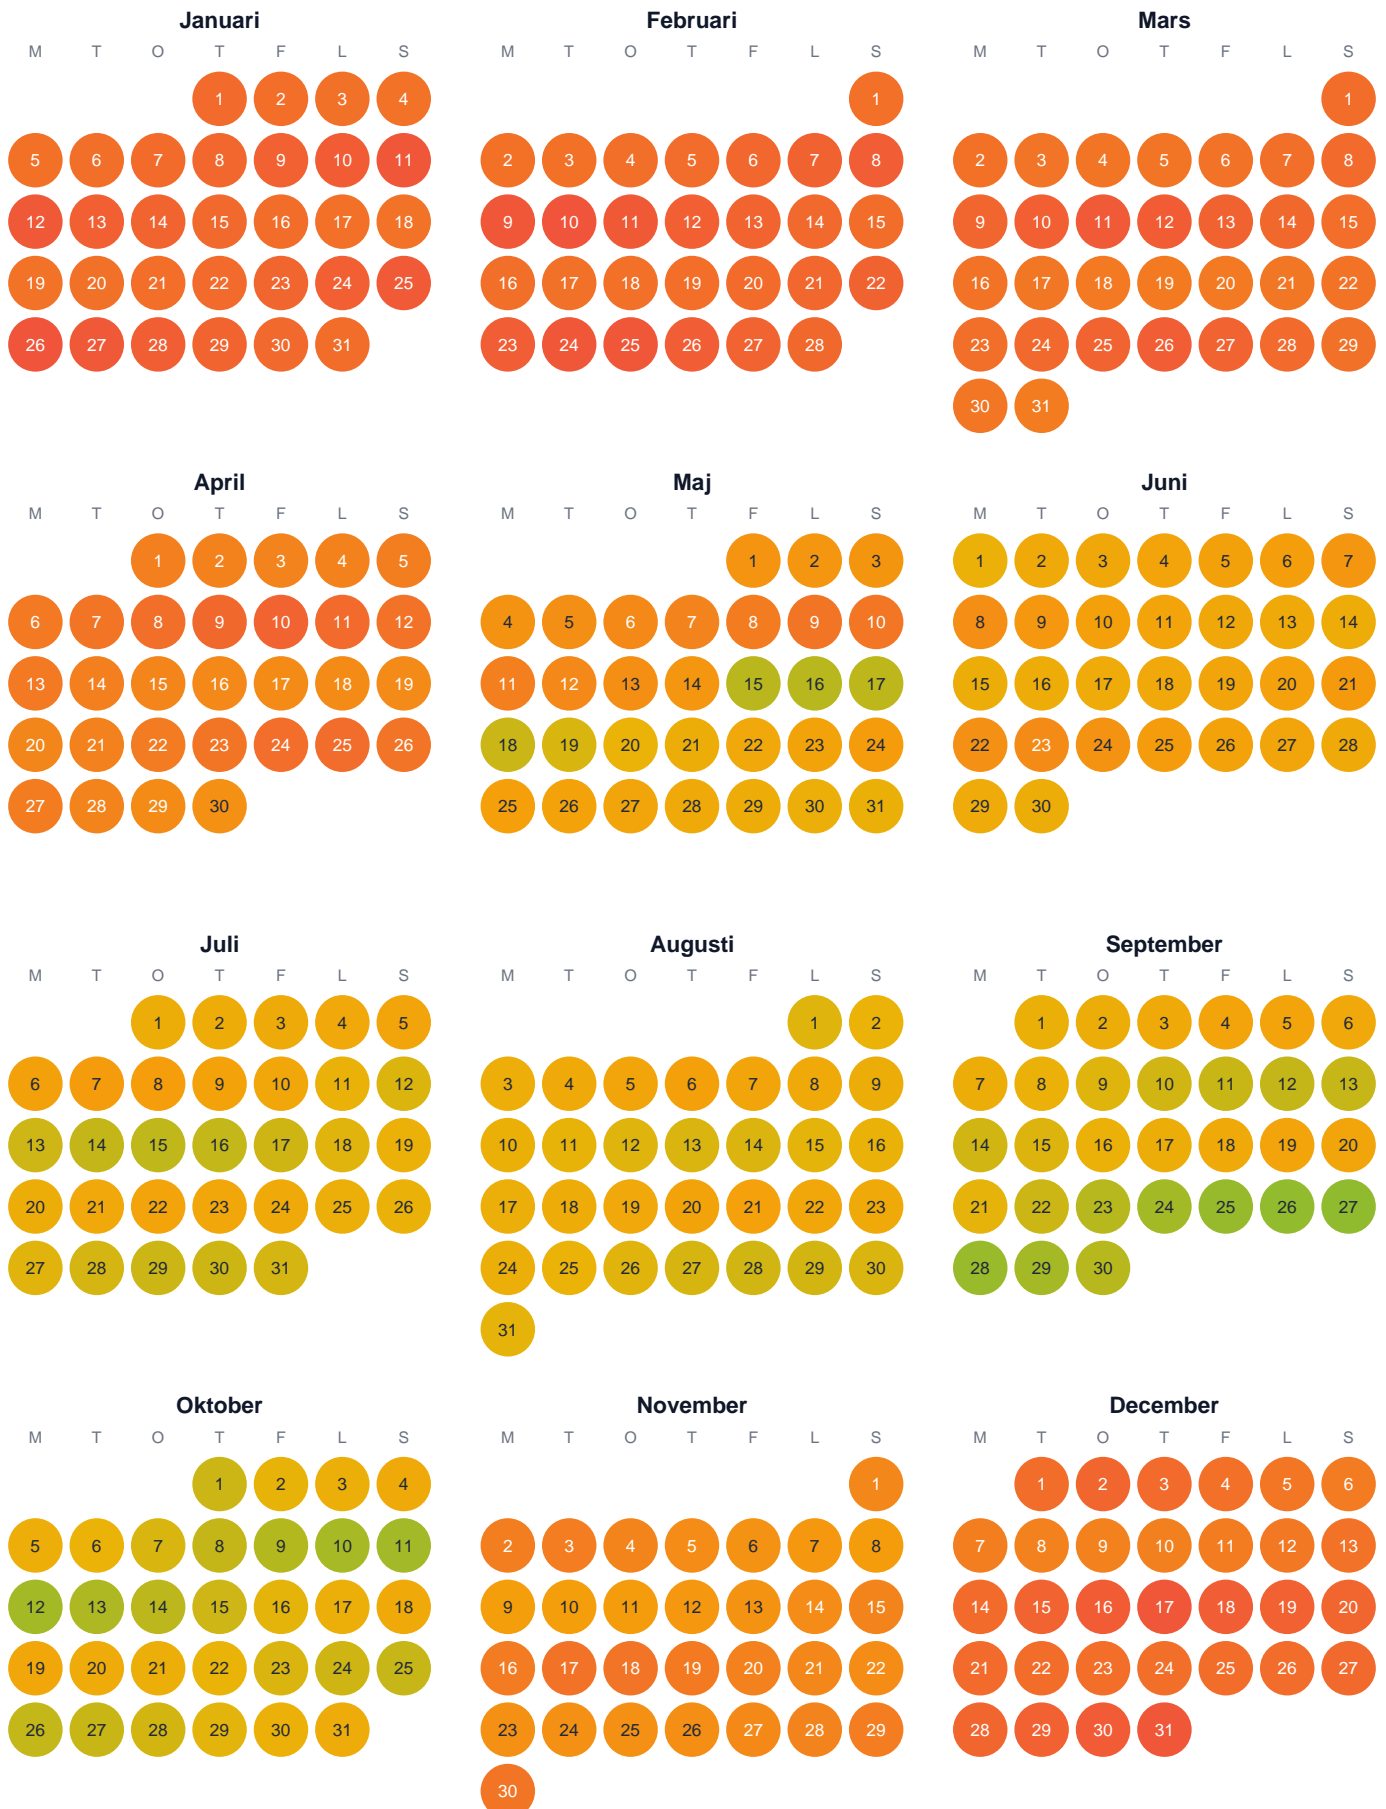 Januari Februari Mars
M T O T F L S M T O T F L S M T O T F L S
1 2 3 4 1 1
5 6 7 8 9 10 11 2 3 4 5 6 7 8 2 3 4 5 6 7 8
12 13 14 15 16 17 18 9 10 11 12 13 14 15 9 10 11 12 13 14 15
19 20 21 22 23 24 25 16 17 18 19 20 21 22 16 17 18 19 20 21 22
26 27 28 29 30 31 23 24 25 26 27 28 23 24 25 26 27 28 29
30 31
April Maj Juni
M T O T F L S M T O T F L S M T O T F L S
1 2 3 4 5 1 2 3 1 2 3 4 5 6 7
6 7 8 9 10 11 12 4 5 6 7 8 9 10 8 9 10 11 12 13 14
13 14 15 16 17 18 19 11 12 13 14 15 16 17 15 16 17 18 19 20 21
20 21 22 23 24 25 26 18 19 20 21 22 23 24 22 23 24 25 26 27 28
27 28 29 30 25 26 27 28 29 30 31 29 30
Juli Augusti September
M T O T F L S M T O T F L S M T O T F L S
1 2 3 4 5 1 2 1 2 3 4 5 6
6 7 8 9 10 11 12 3 4 5 6 7 8 9 7 8 9 10 11 12 13
13 14 15 16 17 18 19 10 11 12 13 14 15 16 14 15 16 17 18 19 20
20 21 22 23 24 25 26 17 18 19 20 21 22 23 21 22 23 24 25 26 27
27 28 29 30 31 24 25 26 27 28 29 30 28 29 30
31
Oktober November December
M T O T F L S M T O T F L S M T O T F L S
1 2 3 4 1 1 2 3 4 5 6
5 6 7 8 9 10 11 2 3 4 5 6 7 8 7 8 9 10 11 12 13
12 13 14 15 16 17 18 9 10 11 12 13 14 15 14 15 16 17 18 19 20
19 20 21 22 23 24 25 16 17 18 19 20 21 22 21 22 23 24 25 26 27
26 27 28 29 30 31 23 24 25 26 27 28 29 28 29 30 31
30